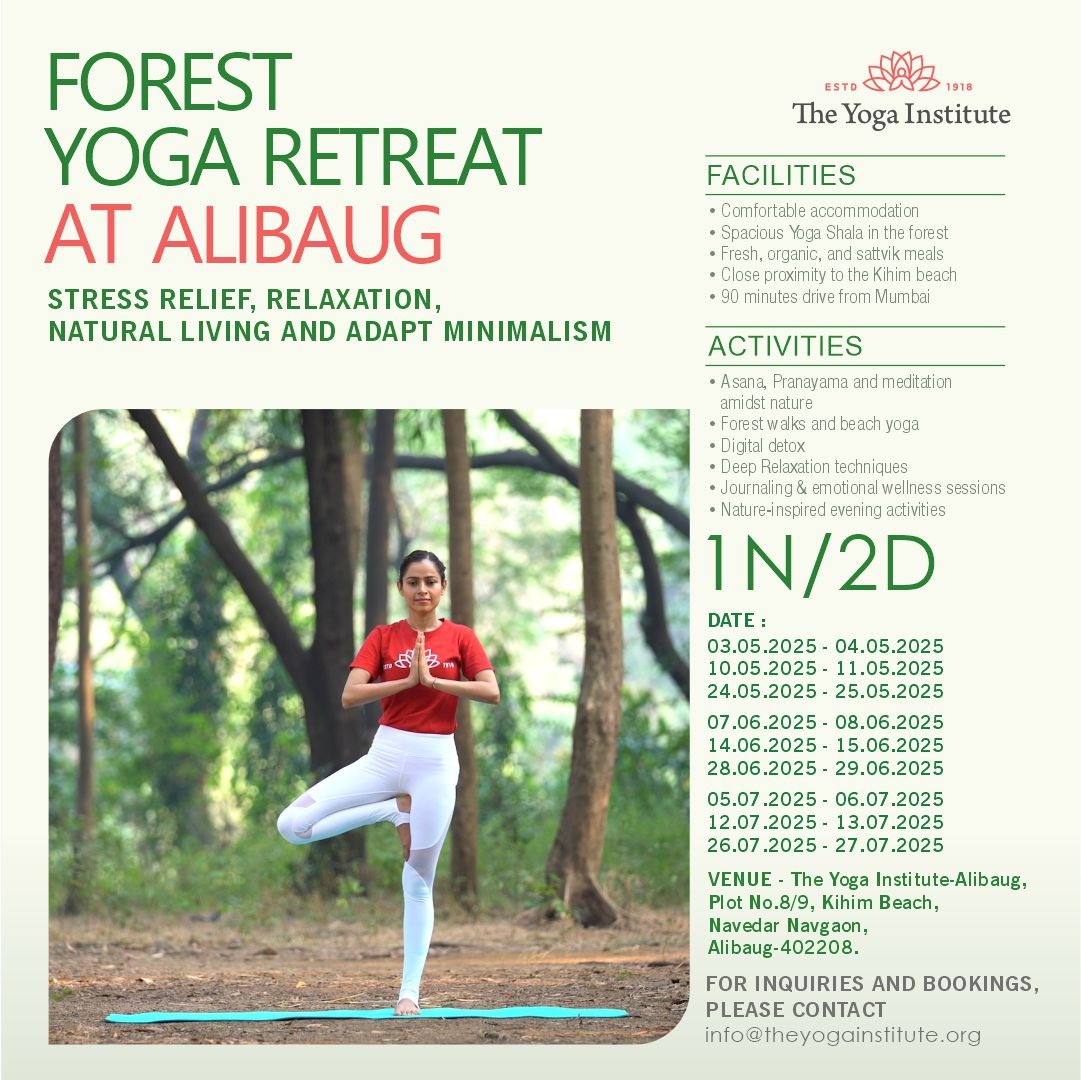 FOREST
YOGA RETREAT
AT ALIBAUG
STRESS RELIEF, RELAXATION,
NATURAL LIVING AND ADAPT MINIMALISM
ESTD 1918
The Yoga Institute
FACILITIES
• Comfortable accommodation
• Spacious Yoga Shala in the forest
• Fresh, organic, and sattvik meals
• Close proximity to the Kihim beach
• 90 minutes drive from Mumbai
ACTIVITIES
• Asana, Pranayama and meditation
amidst nature
• Forest walks and beach yoga
• Digital detox
• Deep Relaxation techniques
• Journaling & emotional wellness sessions
• Nature-inspired evening activities
1N/2D
DATE :
03.05.2025 - 04.05.2025
10.05.2025 - 11.05.2025
24.05.2025 - 25.05.2025
07.06.2025 - 08.06.2025
14.06.2025 - 15.06.2025
28.06.2025 - 29.06.2025
05.07.2025 - 06.07.2025
12.07.2025 - 13.07.2025
26.07.2025 - 27.07.2025
VENUE - The Yoga Institute-Alibaug,
Plot No.8/9, Kihim Beach,
Navedar Navgaon,
Alibaug-402208.
FOR INQUIRIES AND BOOKINGS,
PLEASE CONTACT
info@theyogainstitute.org
ESTD 1918